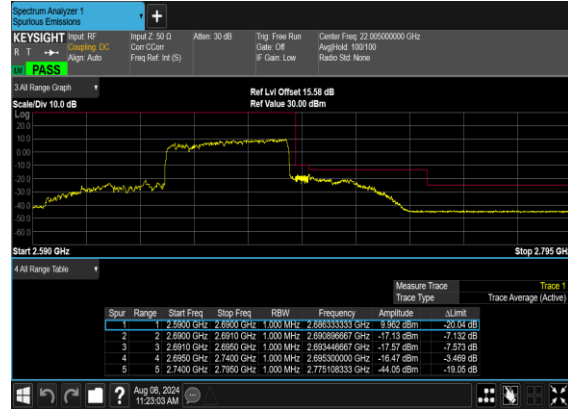 Spectrum Analyzer 1
Spurious Emissions
KEYSIGHT Input: RF Input Z: 50 Ω Atten: 30 dB Trig: Free Run Center Freq: 22.005000000 GHz
R T Coupling: DC Corr CCorr Gate: Off Avg|Hold: 100/100
Align: Auto Freq Ref: Int (S) IF Gain: Low Radio Std: None
PASS
3 All Range Graph Ref Lvl Offset 15.58 dB
Scale/Div 10.0 dB Ref Value 30.00 dBm
Log
20.0
10.0
0.00
-10.0
-20.0
-30.0
-40.0
-50.0
-60.0
Start 2.590 GHz Stop 2.795 GH
4 All Range Table
Measure Trace Trace 1
Trace Type Trace Average (Active)
Spur Range Start Freq Stop Freq RBW Frequency Amplitude ΔLimit
1 1 2.5900 GHz 2.6900 GHz 1.000 MHz 2.686333333 GHz 9.962 dBm -20.04 dB
2 2 2.6900 GHz 2.6910 GHz 1.000 MHz 2.690896667 GHz -17.13 dBm -7.132 dB
3 3 2.6910 GHz 2.6950 GHz 1.000 MHz 2.693446667 GHz -17.57 dBm -7.573 dB
4 4 2.6950 GHz 2.7400 GHz 1.000 MHz 2.695300000 GHz -16.47 dBm -3.469 dB
5 5 2.7400 GHz 2.7950 GHz 1.000 MHz 2.775108333 GHz -44.05 dBm -19.05 dB
? Aug 08, 2024
11:23:03 AM